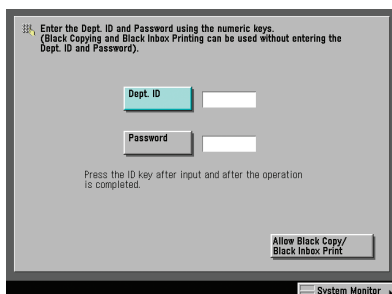 Enter the Dept. ID and Password using the numeric keys.
(Black Copying and Black Inbox Printing can be used without entering the
Dept. ID and Password).
Dept. ID
Password
Press the ID key after input and after the operation
is completed.
Allow Black Copy/
Black Inbox Print
System Monitor